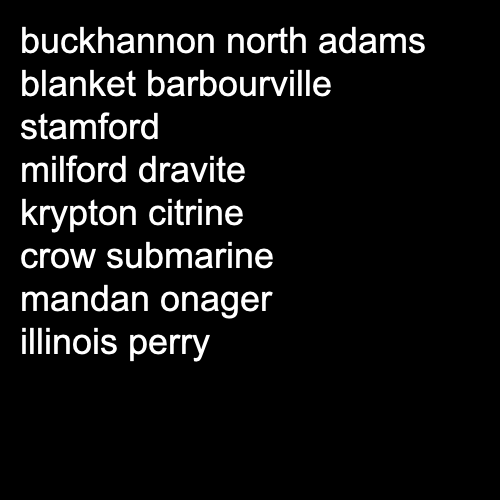 buckhannon north adams
blanket barbourville
stamford
milford dravite
krypton citrine
crow submarine
mandan onager
illinois perry